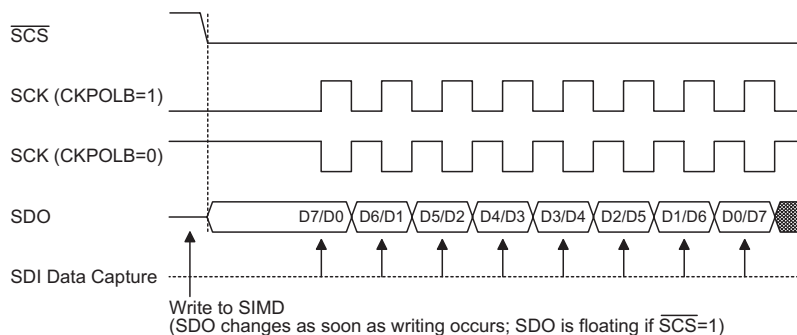 SCS
SCK (CKPOLB=1)
SCK (CKPOLB=0)
SDO D7/D0 D6/D1 D5/D2 D4/D3 D3/D4 D2/D5 D1/D6 D0/D7
SDI Data Capture
Write to SIMD
(SDO changes as soon as writing occurs; SDO is floating if SCS=1)